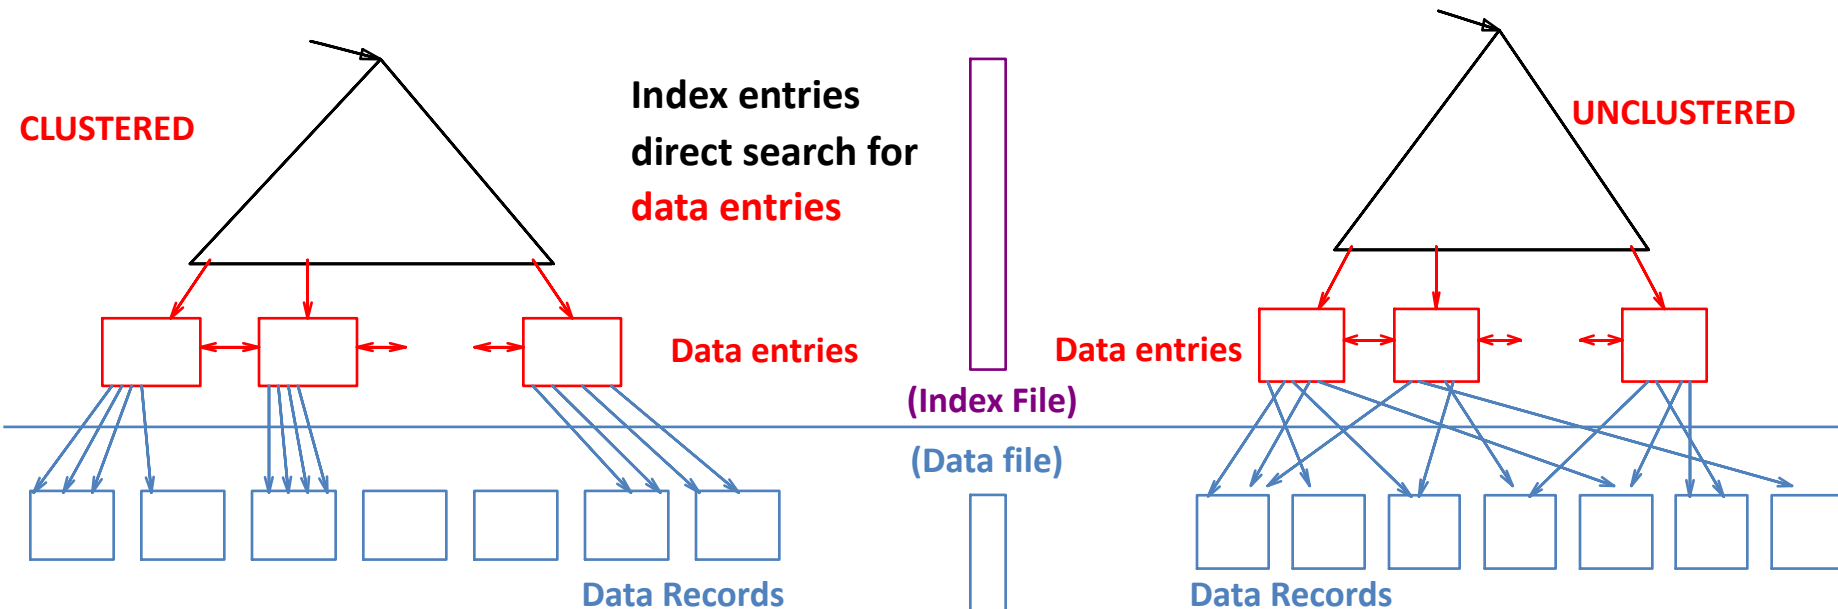 CLUSTERED
Index entries
direct search for
data entries
UNCLUSTERED
Data entries
Data entries
(Index File)
(Data file)
Data Records
Data Records